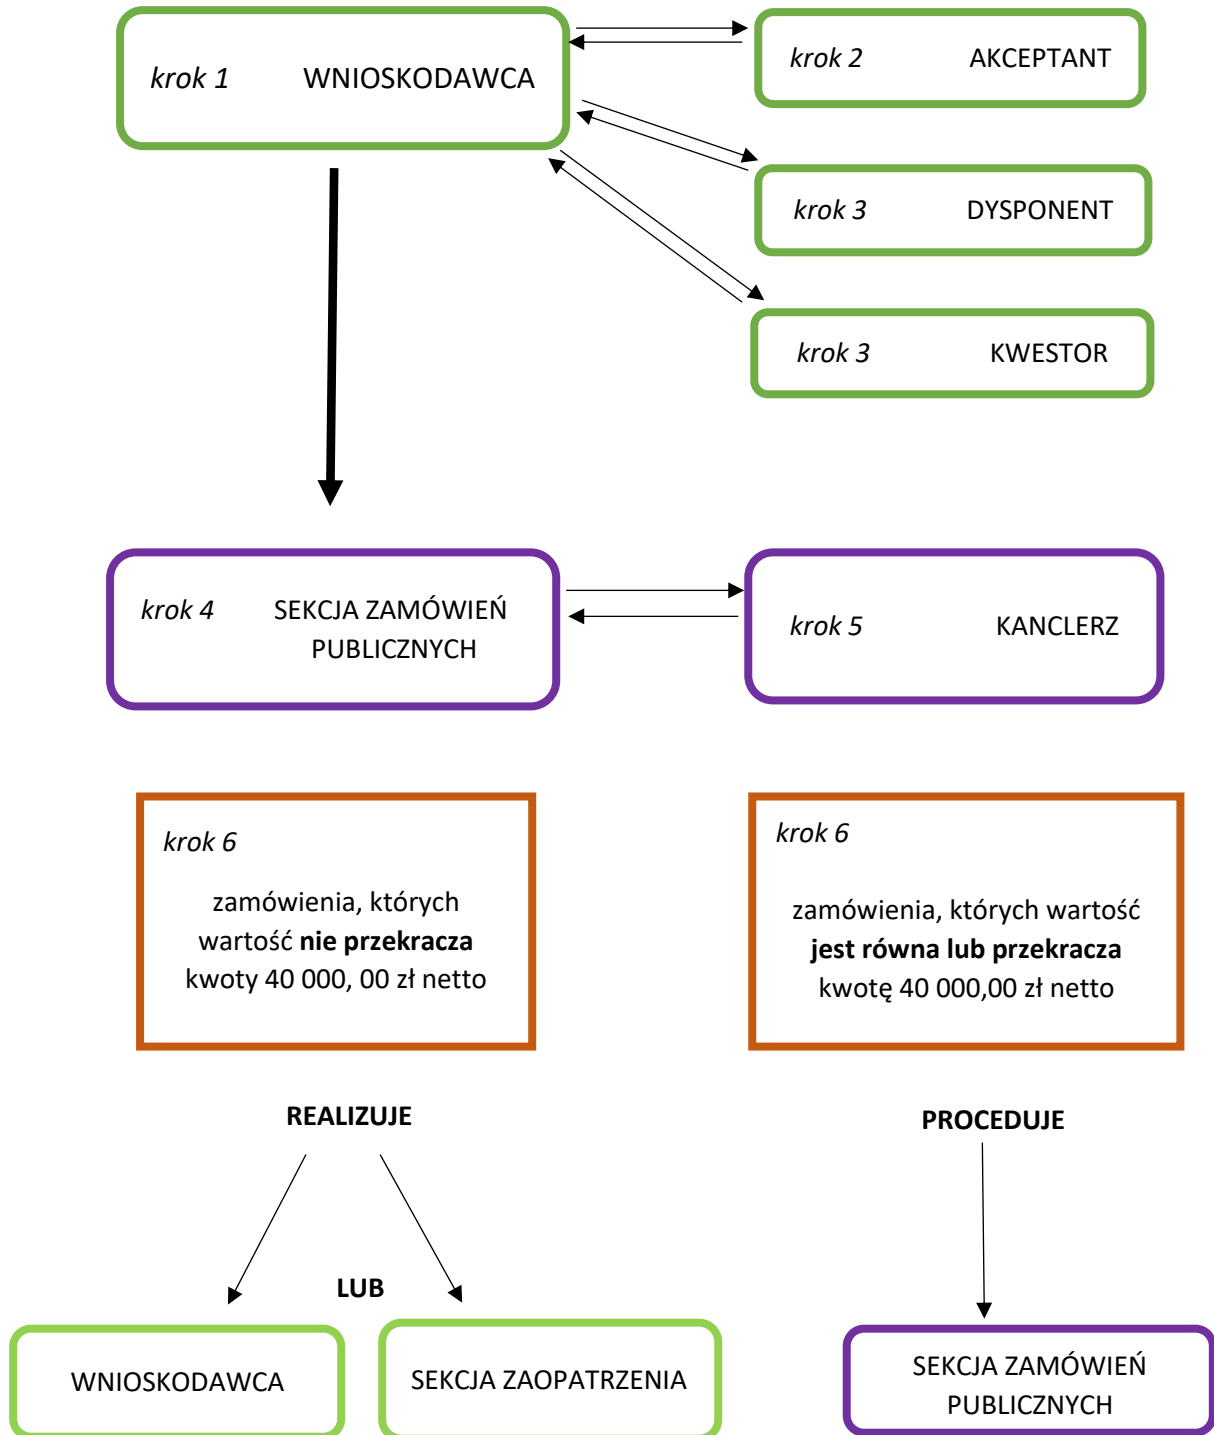 krok 1 WNIOSKODAWCA
krok 2 AKCEPTANT
krok 3 DYSPONENT
krok 3 KWESTOR
krok 4 SEKCJA ZAMÓWIEŃ
PUBLICZNYCH
krok 5 KANCLERZ
krok 6
zamówienia, których
wartość nie przekracza
kwoty 40 000, 00 zł netto
krok 6
zamówienia, których wartość
jest równa lub przekracza
kwotę 40 000,00 zł netto
REALIZUJE
PROCEDUJE
LUB
WNIOSKODAWCA
SEKCJA ZAOPATRZENIA
SEKCJA ZAMÓWIEŃ
PUBLICZNYCH